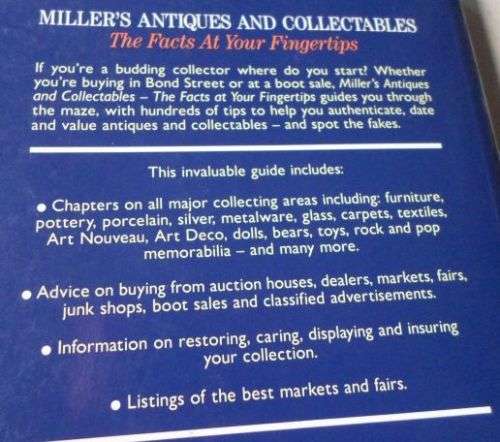 MILLER'S ANTIQUES AND COLLECTABLES
The Facts At Your Fingertips
If you're a budding collector where do you start? Whether
you're buying in Bond Street or at a boot sale, Miller's Antiques
and Collectables – The Facts at Your Fingertips guides you through
the maze, with hundreds of tips to help you authenticate, date
and value antiques and collectables – and spot the fakes.
This invaluable guide includes:
● Chapters on all major collecting areas including: furniture,
pottery, porcelain, silver, metalware, glass, carpets, textiles,
Art Nouveau, Art Deco, dolls, bears, toys, rock and pop
memorabilia – and many more.
● Advice on buying from auction houses, dealers, markets, fairs,
junk shops, boot sales and classified advertisements.
● Information on restoring, caring, displaying and insuring
your collection.
● Listings of the best markets and fairs.